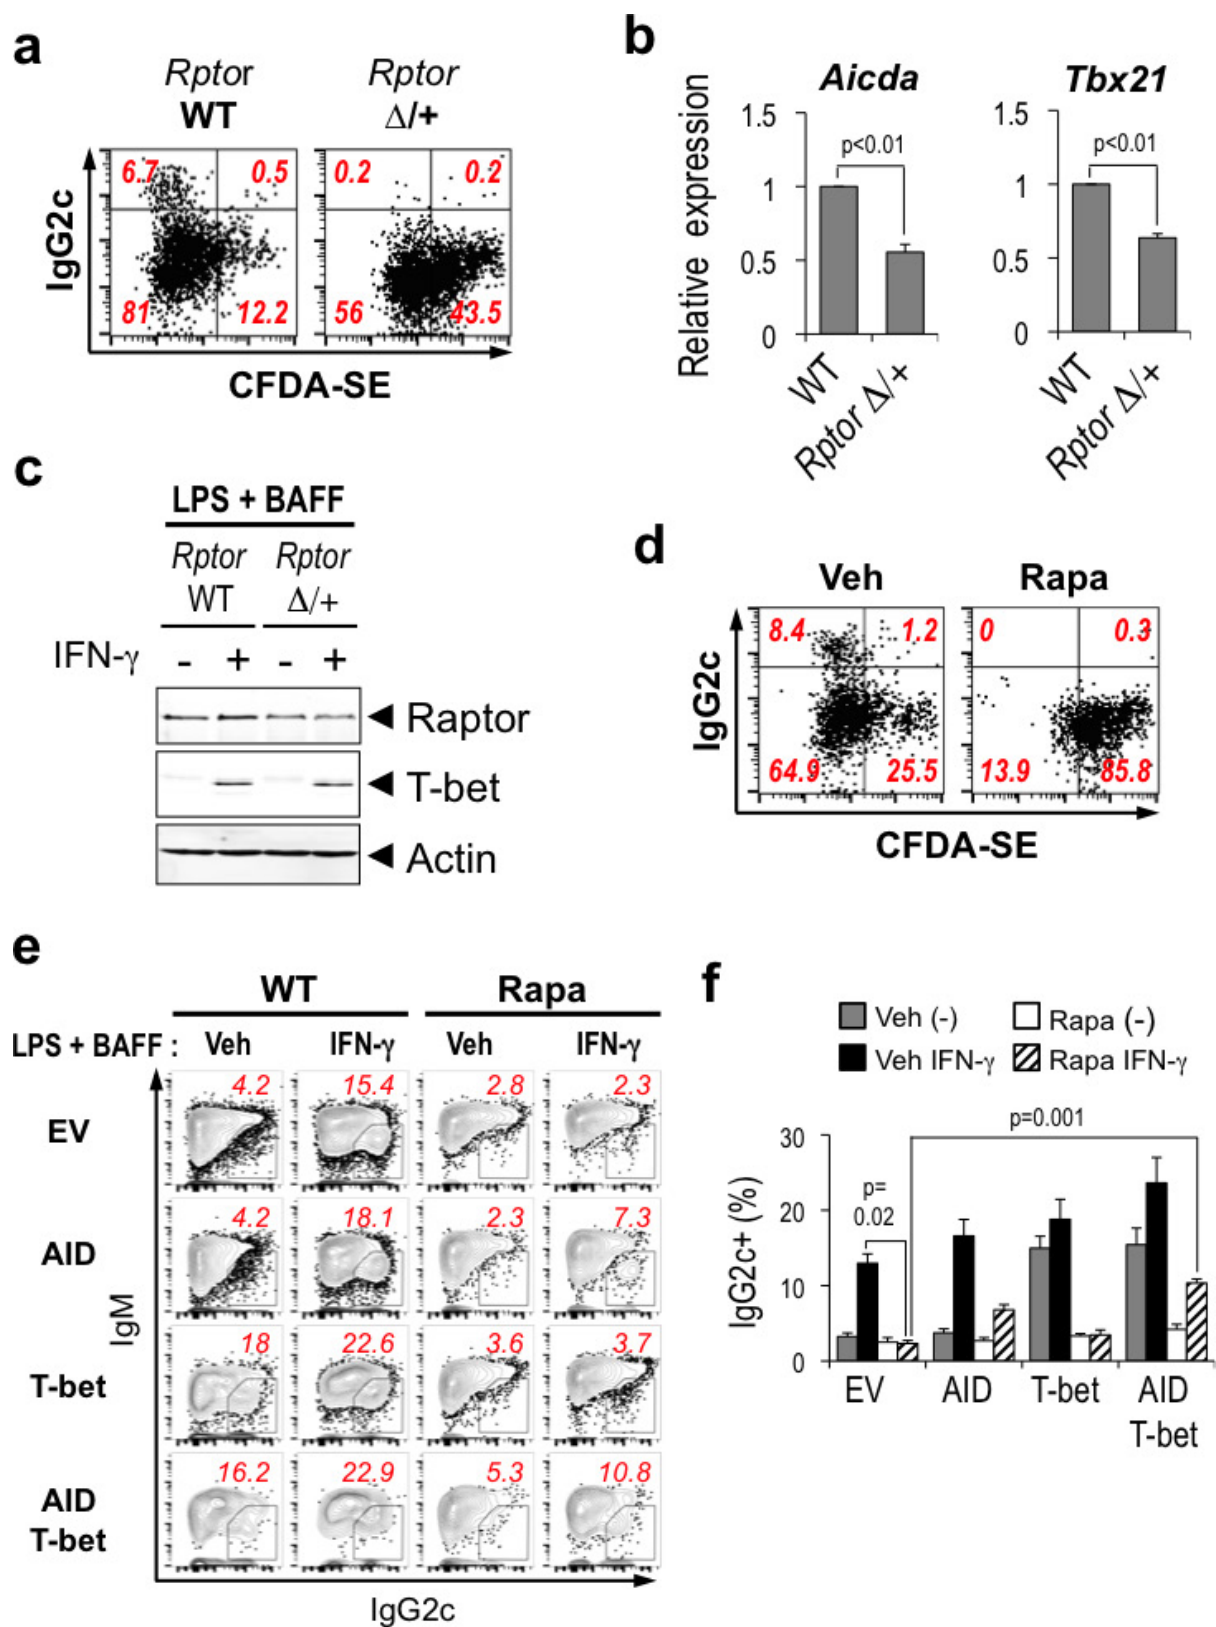 a
Rptor Rptor
WT Δ/+
6.7 0.5 0.2 0.2
IgG2c
81 12.2 56 43.5
CFDA-SE
b
Aicda Tbx21
Relative expression
1.5 1.5
p<0.01 p<0.01
1 1
0.5 0.5
0 0
WT Rptor Δ/+ WT Rptor Δ/+
c
LPS + BAFF
Rptor Rptor
WT Δ/+
IFN-γ - + - +
Raptor
T-bet
Actin
d
Veh Rapa
8.4 1.2 0 0.3
IgG2c
64.9 25.5 13.9 85.8
CFDA-SE
e
WT Rapa
LPS + BAFF : Veh IFN-γ Veh IFN-γ
EV 4.2 15.4 2.8 2.3
AID 4.2 18.1 2.3 7.3
IgM
T-bet 18 22.6 3.6 3.7
AID 16.2 22.9 5.3 10.8
T-bet
IgG2c
f
Veh (-) Rapa (-)
Veh IFN-γ Rapa IFN-γ
p=0.001
30
p=
0.02
20
IgG2c+ (%)
10
0
EV AID T-bet AID
T-bet